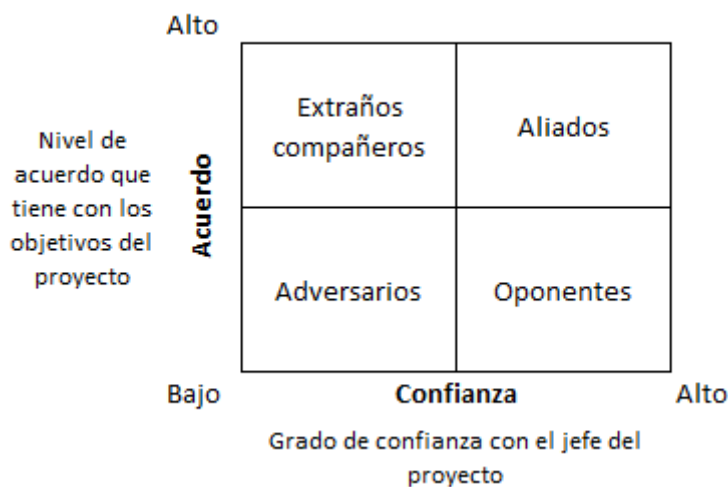 Alto
Extraños
compañeros
Aliados
Nivel de
acuerdo que
tiene con los
objetivos del
proyecto
Acuerdo
Adversarios
Oponentes
Bajo
Confianza
Alto
Grado de confianza con el jefe del
proyecto